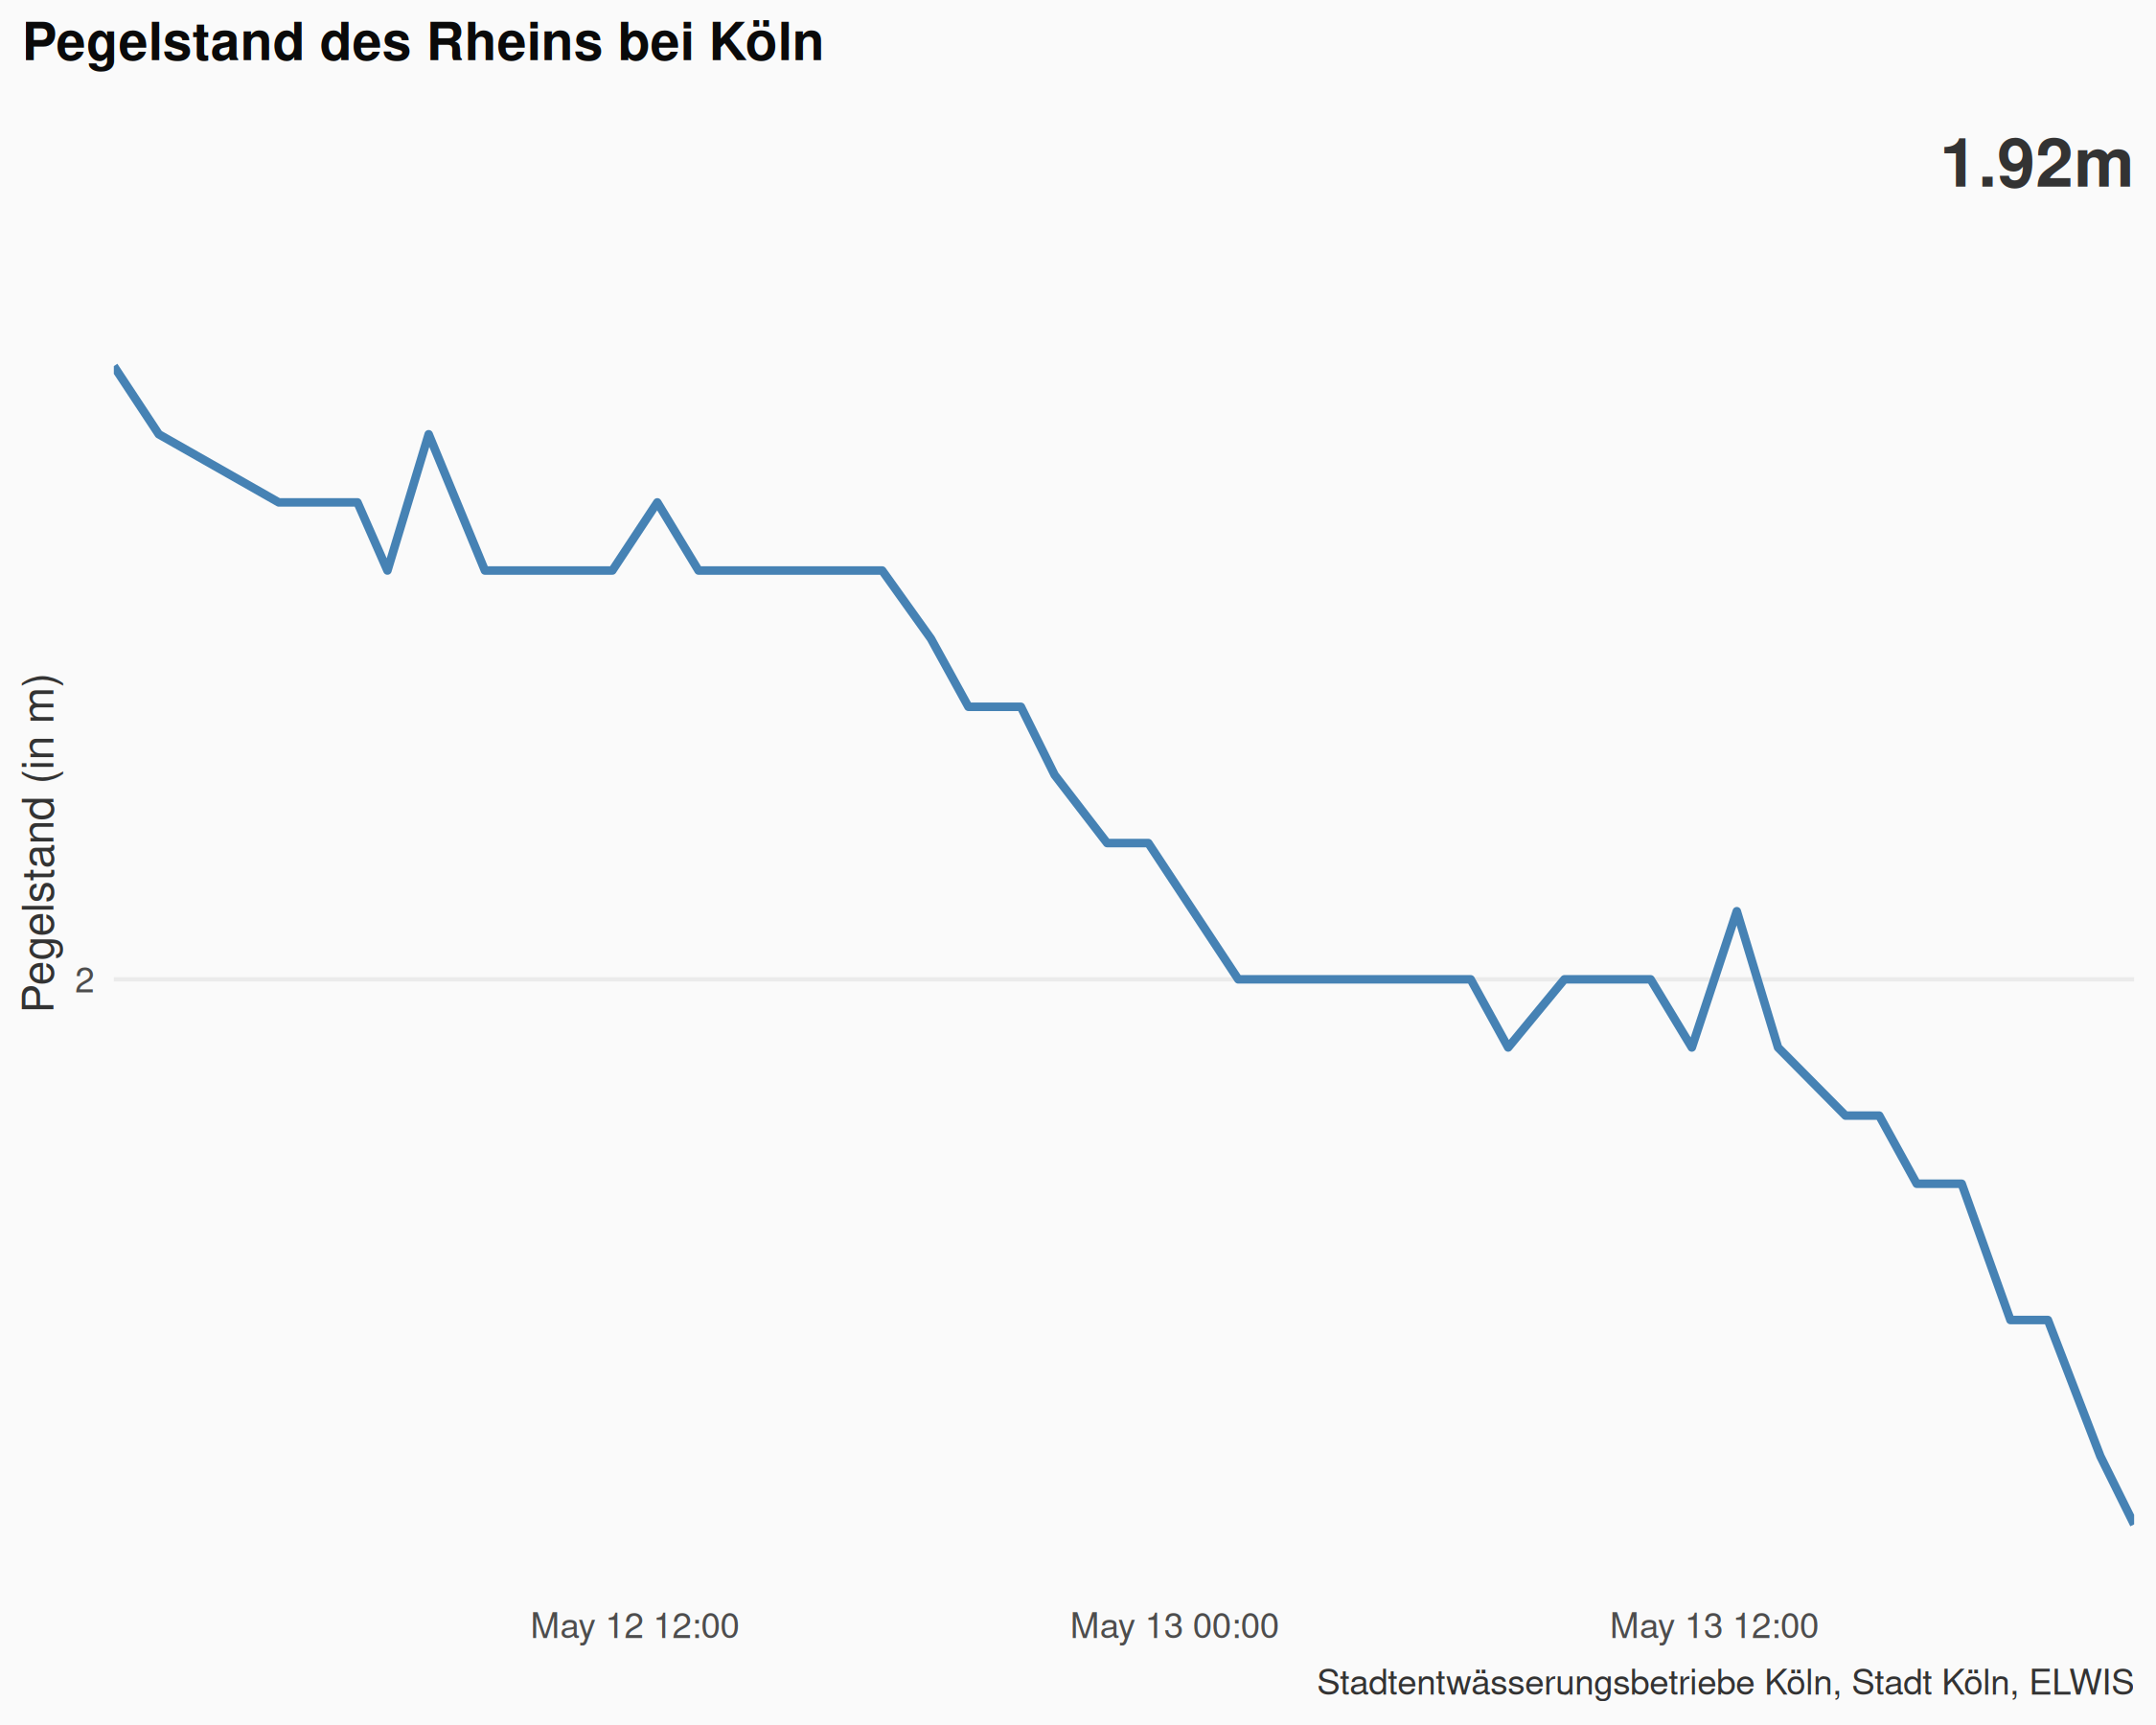 Pegelstand des Rheins bei Köln
1.92m
Pegelstand (in m)
2
May 12 12:00
May 13 00:00
May 13 12:00
Stadtentwässerungsbetriebe Köln, Stadt Köln, ELWIS